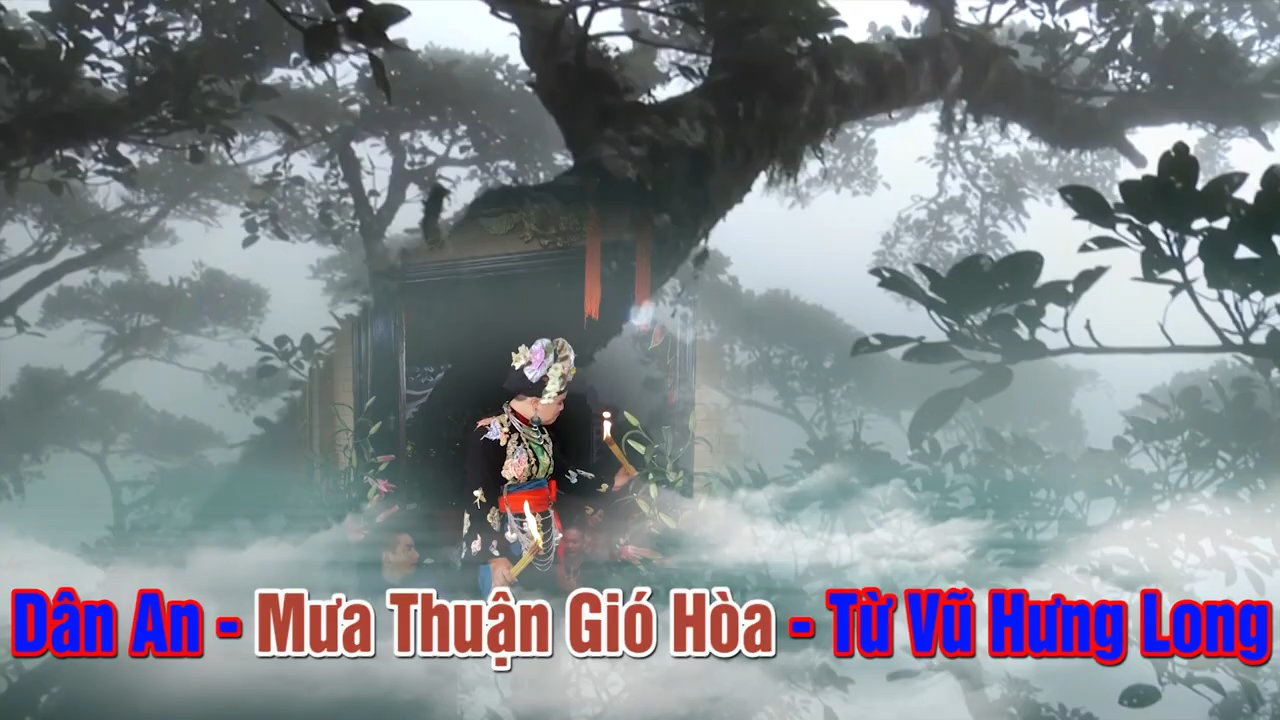 Dân An - Mưa Thuận Gió Hòa - Từ Vũ Hưng Long